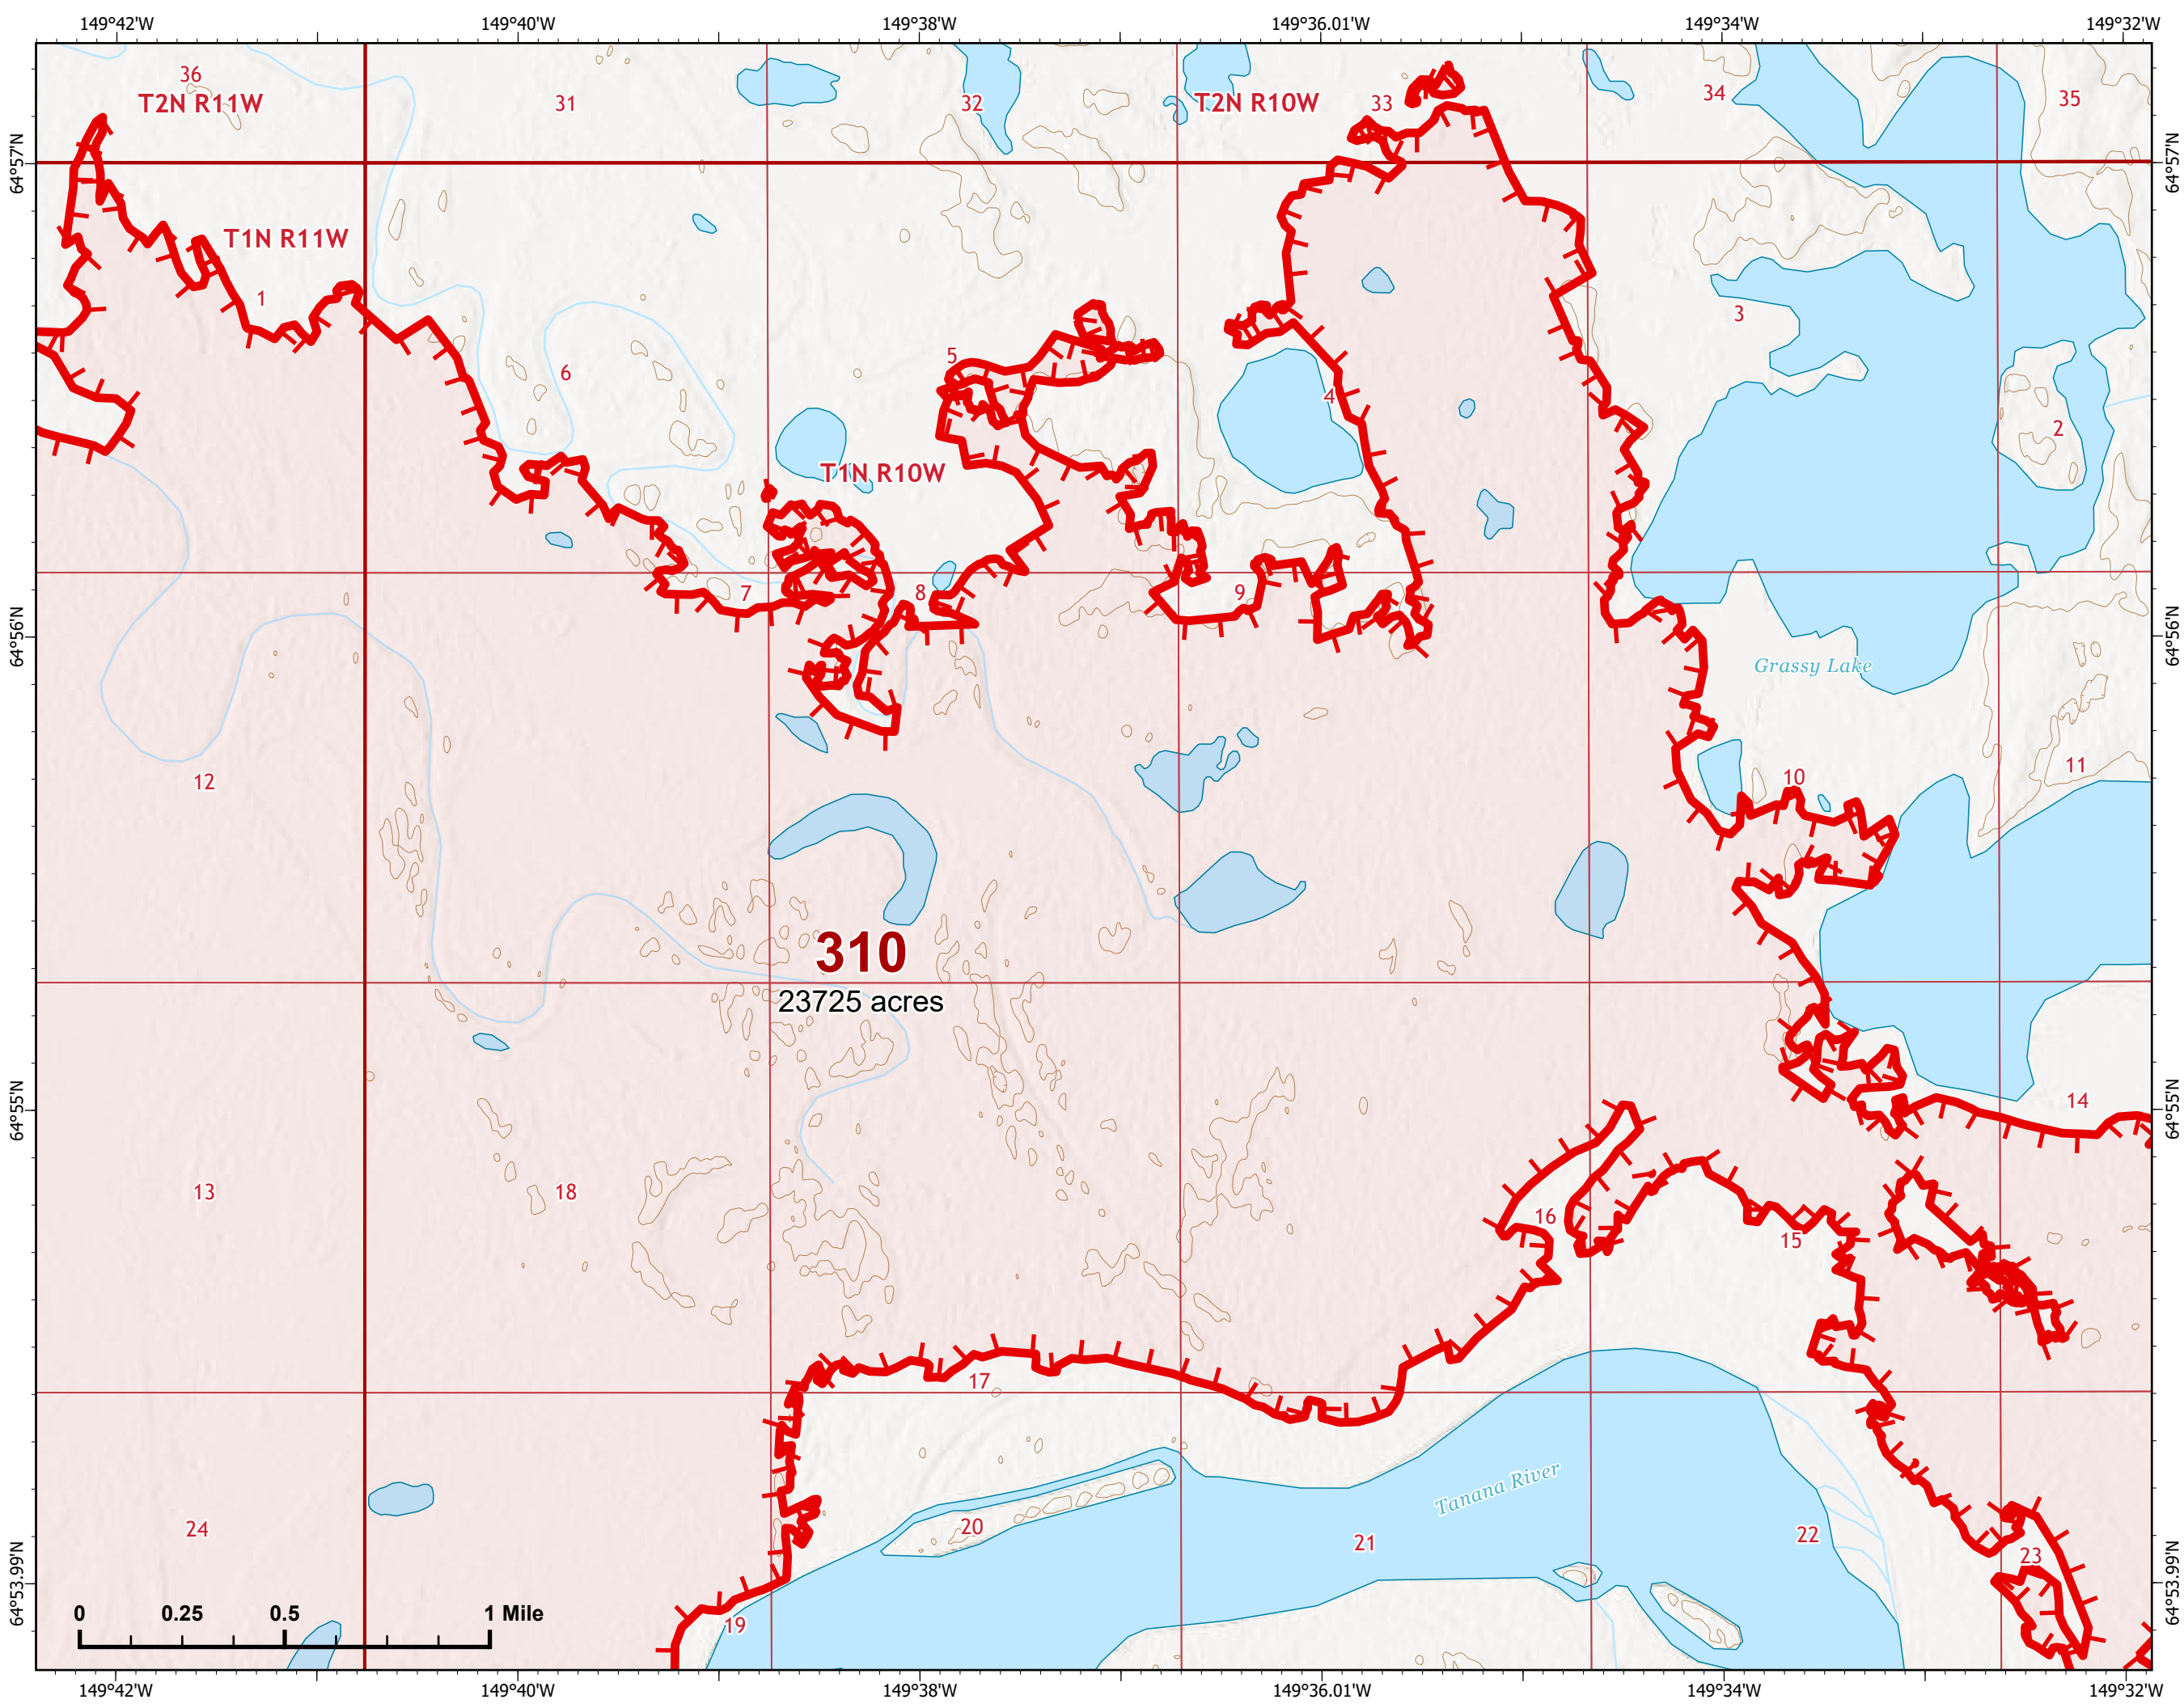 149°42'W 149°40'W 149°38'W 149°36.01'W 149°34'W 149°32'W
36
T2N R11W
31
32
T2N R10W
33
34
35
64°57'N
64°57'N
T1N R11W
1
6
5
4
3
2
T1N R10W
7
8
9
64°56'N
64°56'N
Grassy Lake
12
10
11
310
23725 acres
64°55'N
64°55'N
14
13
18
16
15
17
Tanana River
24
20
21
22
23
64°53.99'N
64°53.99'N
0 0.25 0.5 1 Mile
19
149°42'W 149°40'W 149°38'W 149°36.01'W 149°34'W 149°32'W